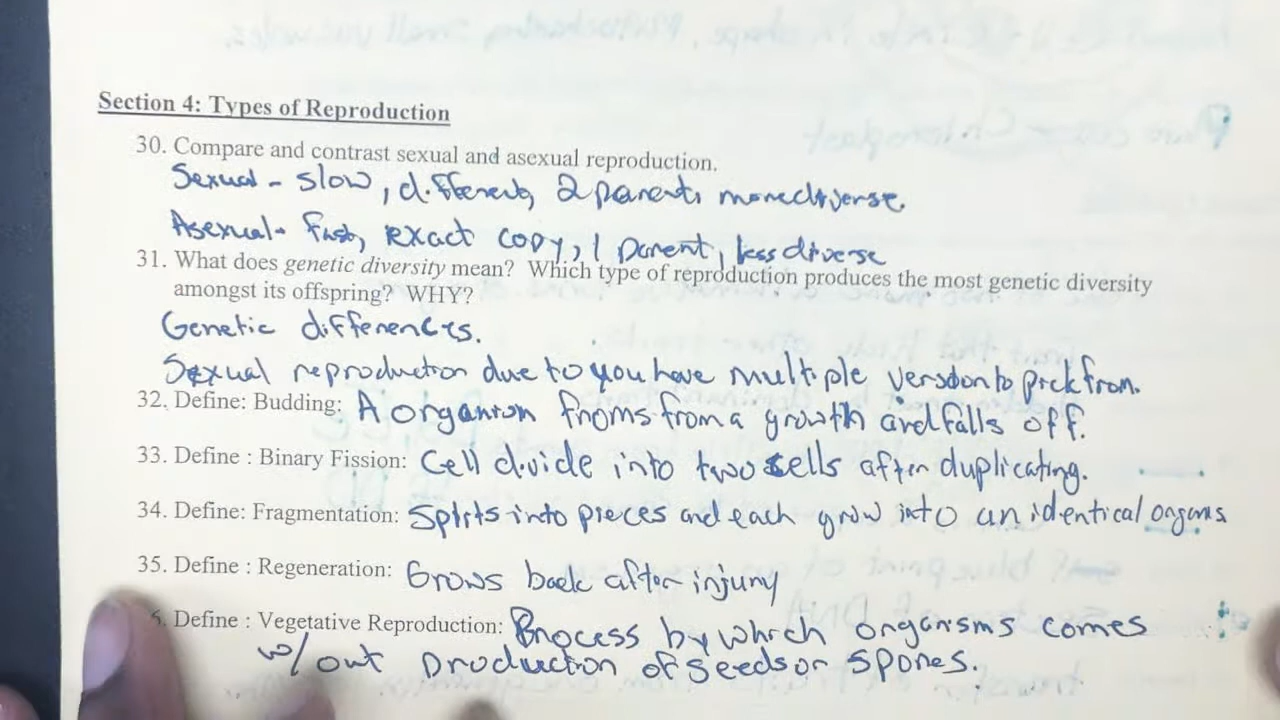 Section 4: Types of Reproduction
30. Compare and contrast sexual and asexual reproduction.
Sexual - slow, different, 2 parents more diverse.
Asexual - fast, exact copy, 1 parent, less diverse
31. What does genetic diversity mean? Which type of reproduction produces the most genetic diversity
amongst its offspring? WHY?
Genetic differences.
Sexual reproduction due to you have multiple version to pick from.
32. Define: Budding: A organism froms from a growth and falls off.
33. Define : Binary Fission: Cell divide into two cells after duplicating.
34. Define: Fragmentation: Splits into pieces and each grow into an identical
35. Define : Regeneration: Grows back after injury
6. Define : Vegetative Reproduction: Process by which organisms comes
w/out production of seeds or spores.